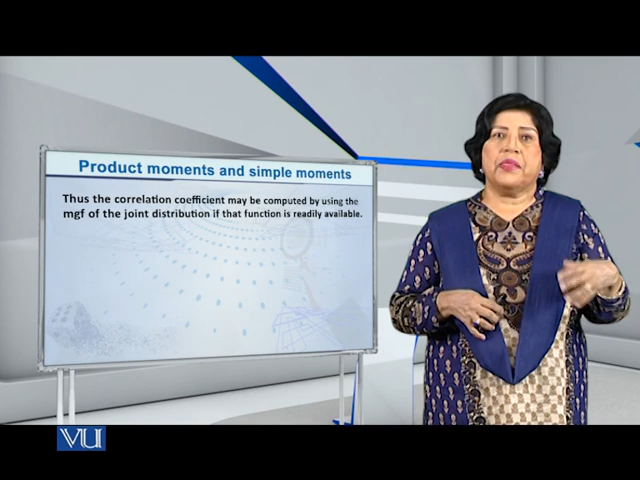 Product moments and simple moments
Thus the correlation coefficient may be computed by using the
mgf of the joint distribution if that function is readily available.
VU